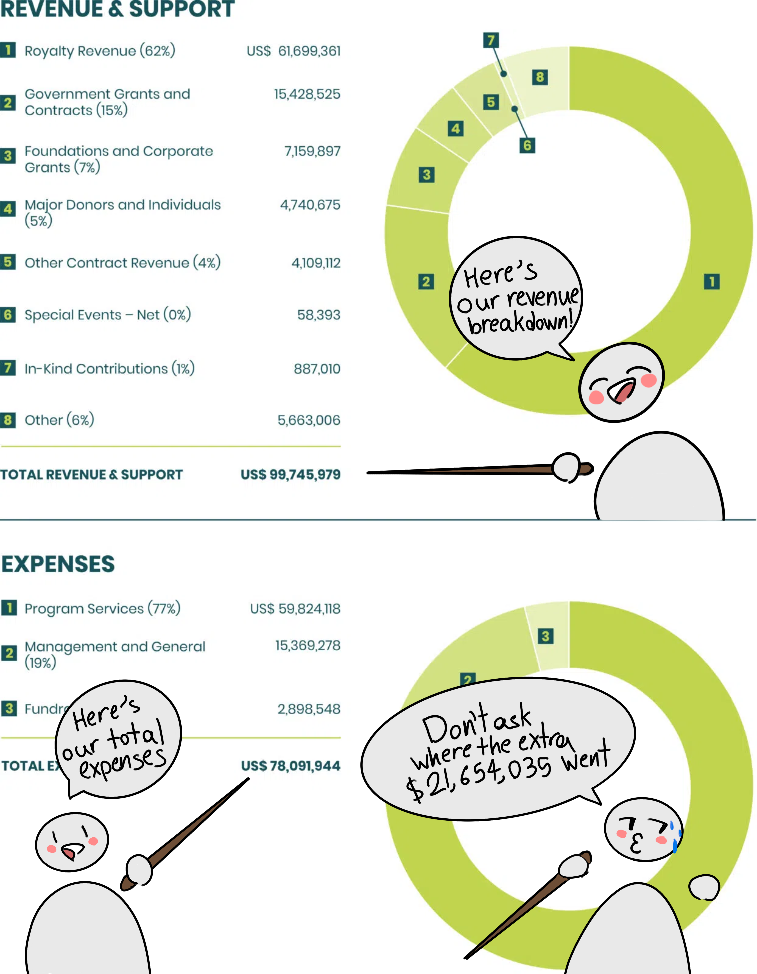 REVENUE & SUPPORT
1 Royalty Revenue (62%) US$ 61,699,361
2 Government Grants and Contracts (15%) 15,428,525
3 Foundations and Corporate Grants (7%) 7,159,897
4 Major Donors and Individuals (5%) 4,740,675
5 Other Contract Revenue (4%) 4,109,112
6 Special Events – Net (0%) 58,393
7 In-Kind Contributions (1%) 887,010
8 Other (6%) 5,663,006
TOTAL REVENUE & SUPPORT US$ 99,745,979
7
8
5
4
6
3
2
1
Here's
our revenue
breakdown!
EXPENSES
1 Program Services (77%) US$ 59,824,118
2 Management and General (19%) 15,369,278
3 Fundr 2,898,548
TOTAL EX US$ 78,091,944
3
2
Here's
our total
expenses
Don't ask
where the extra
$21,654,035 went